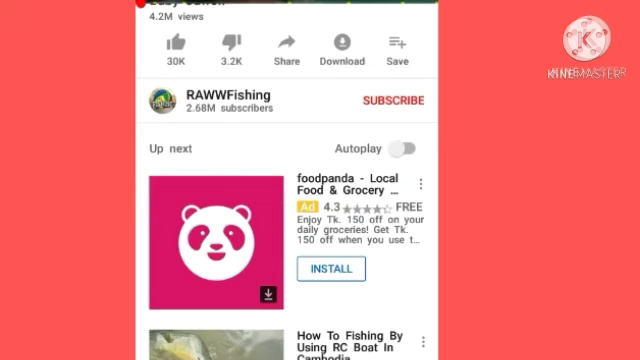 4.2M views
30K
3.2K
Share
Download
Save
RAWWFishing
2.68M subscribers
SUBSCRIBE
Up next
Autoplay
foodpanda - Local
Food & Grocery ...
Ad 4.3 FREE
Enjoy Tk. 150 off on your
daily groceries! Get Tk.
150 off when you use t...
INSTALL
How To Fishing By
Using RC Boat In
Cambodia
K
KINEMASTER